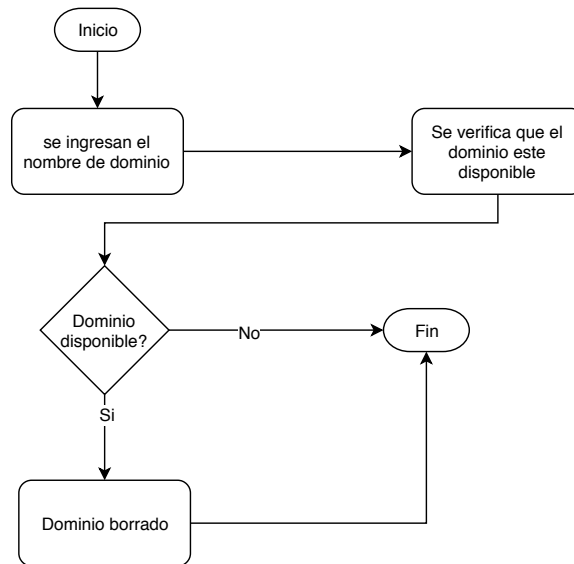 Inicio
se ingresan el
nombre de dominio
Se verifica que el
dominio este
disponible
Dominio
disponible?
No
Fin
Si
Dominio borrado